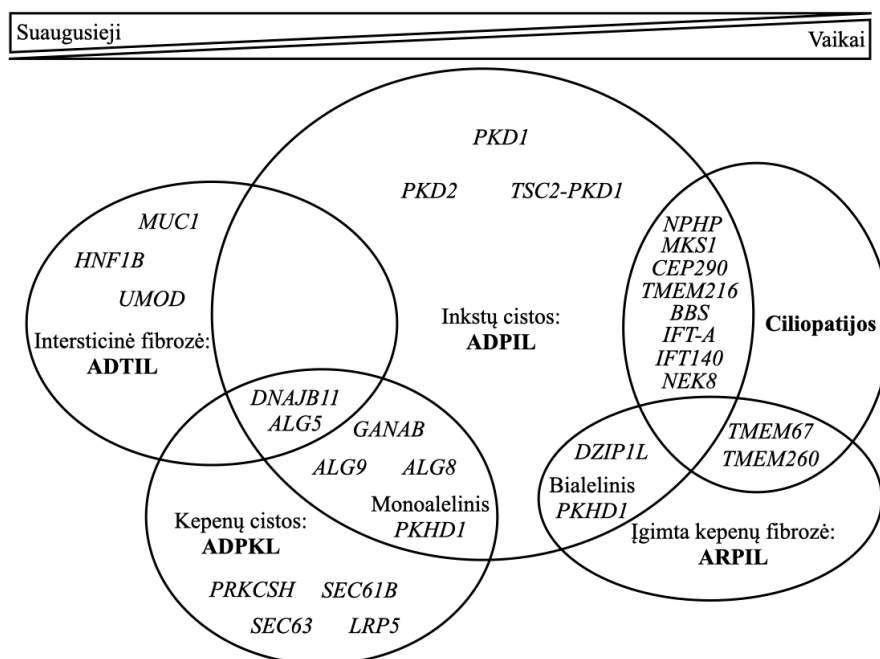 Suaugusieji
Vaikai
PKD1
PKD2
TSC2-PKD1
MUC1
HNF1B
UMOD
Intersticinė fibrozė:
ADTIL
Inkstų cistos:
ADPIL
NPHP
MKS1
CEP290
TMEM216
BBS
IFT-A
IFT140
NEK8
Ciliopatijos
DNAJB11
ALG5
GANAB
ALG9
ALG8
Monoalelinis
PKHD1
Kepenų cistos:
ADPKL
PRKCSH
SEC61B
SEC63
LRP5
DZIP1L
Bialelinis
PKHD1
TMEM67
TMEM260
Įgimta kepenų fibrozė:
ARPIL